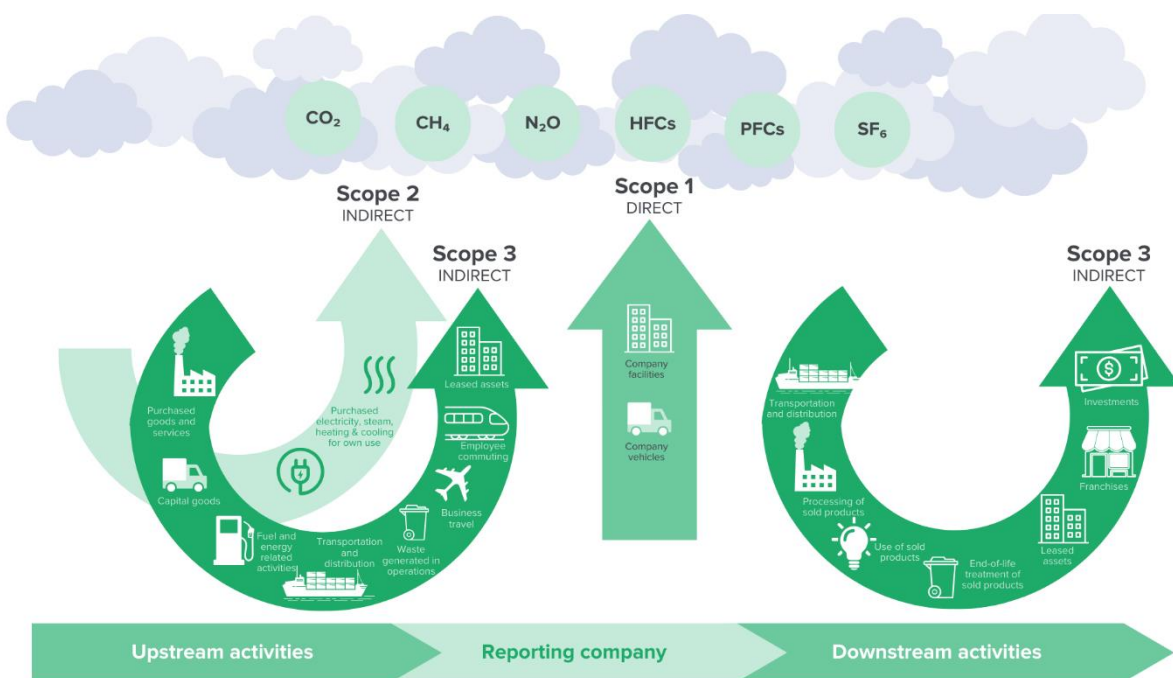 CO₂
CH₄
N₂O
HFCs
PFCs
SF₆
Scope 2
INDIRECT
Scope 1
DIRECT
Scope 3
INDIRECT
Scope 3
INDIRECT
Purchased
goods and
services
Capital goods
Fuel and
energy
related
activities
Transportation
and
distribution
Waste
generated in
operations
Business
travel
Employee
commuting
Leased assets
Purchased
electricity, steam,
heating & cooling
for own use
Company
facilities
Company
vehicles
Transportation
and distribution
Processing of
sold products
Use of sold
products
End-of-life
treatment of
sold products
Leased
assets
Franchises
Investments
Upstream activities
Reporting company
Downstream activities